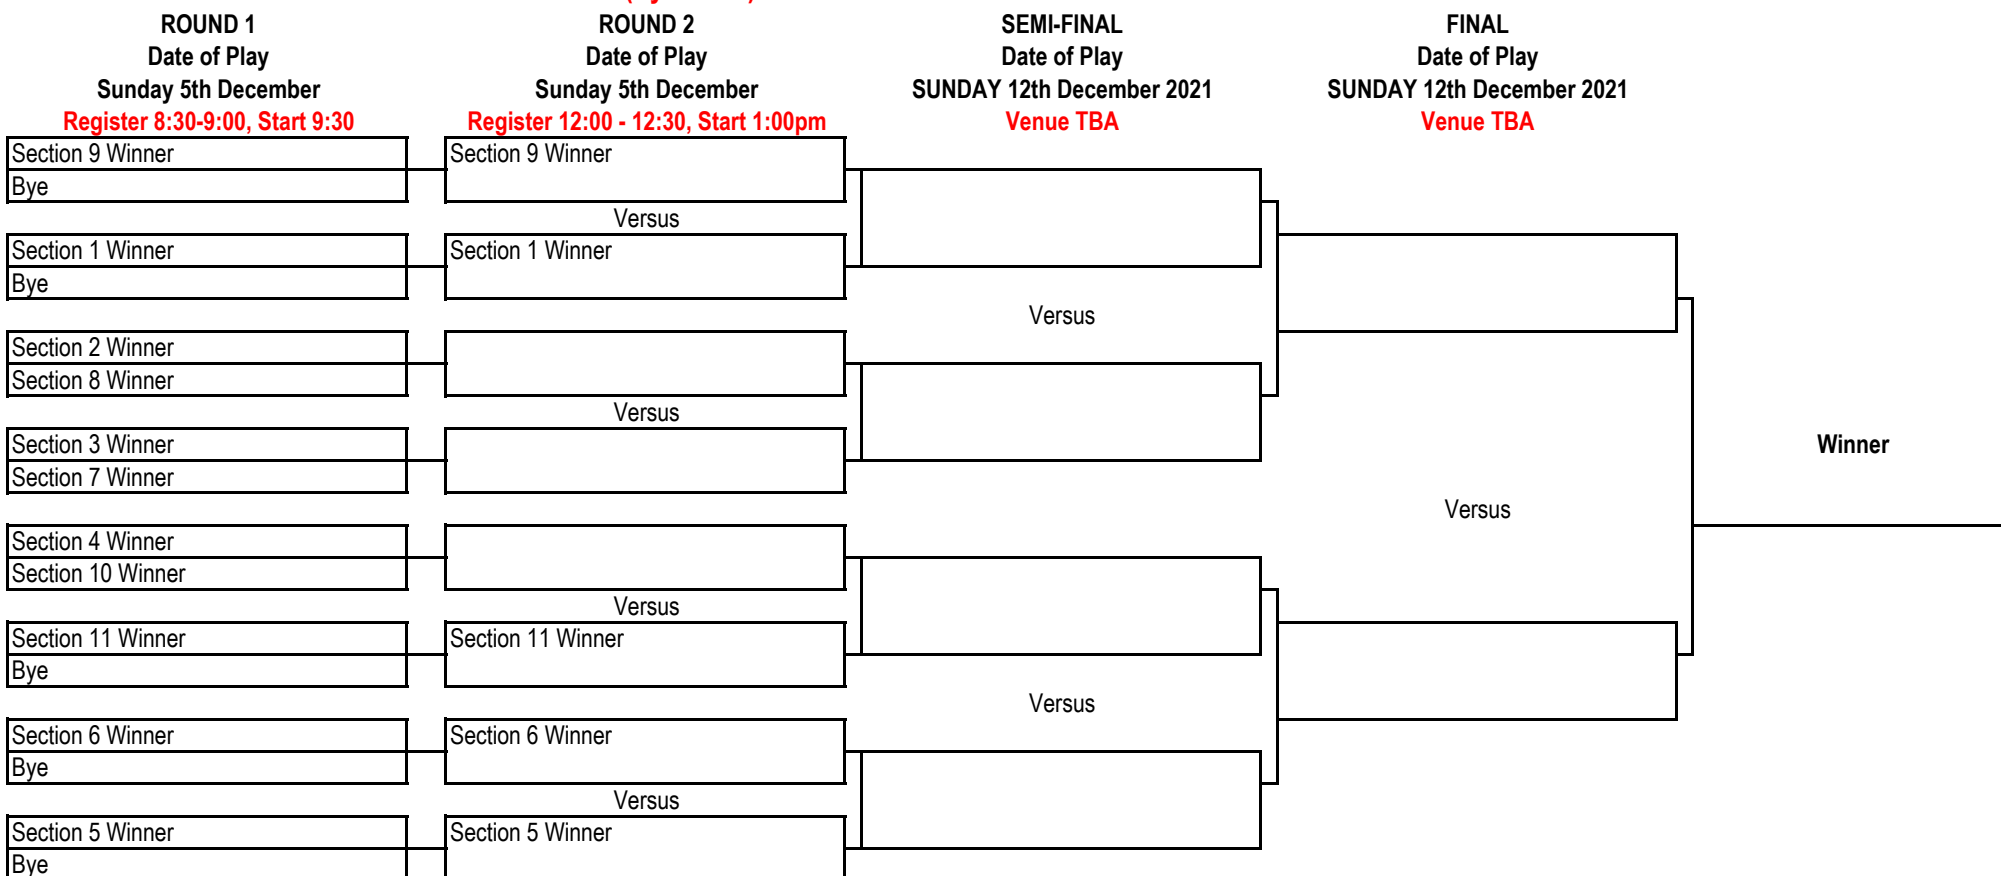 ROUND 1
Date of Play
Sunday 5th December
Register 8:30-9:00, Start 9:30
ROUND 2
Date of Play
Sunday 5th December
Register 12:00 - 12:30, Start 1:00pm
SEMI-FINAL
Date of Play
SUNDAY 12th December 2021
Venue TBA
FINAL
Date of Play
SUNDAY 12th December 2021
Venue TBA
Section 9 Winner
Bye
Section 1 Winner
Bye
Section 2 Winner
Section 8 Winner
Section 3 Winner
Section 7 Winner
Section 4 Winner
Section 10 Winner
Section 11 Winner
Bye
Section 6 Winner
Bye
Section 5 Winner
Bye
Section 9 Winner
Versus
Section 1 Winner
Versus
Versus
Section 11 Winner
Section 6 Winner
Versus
Section 5 Winner
Versus
Versus
Versus
Winner